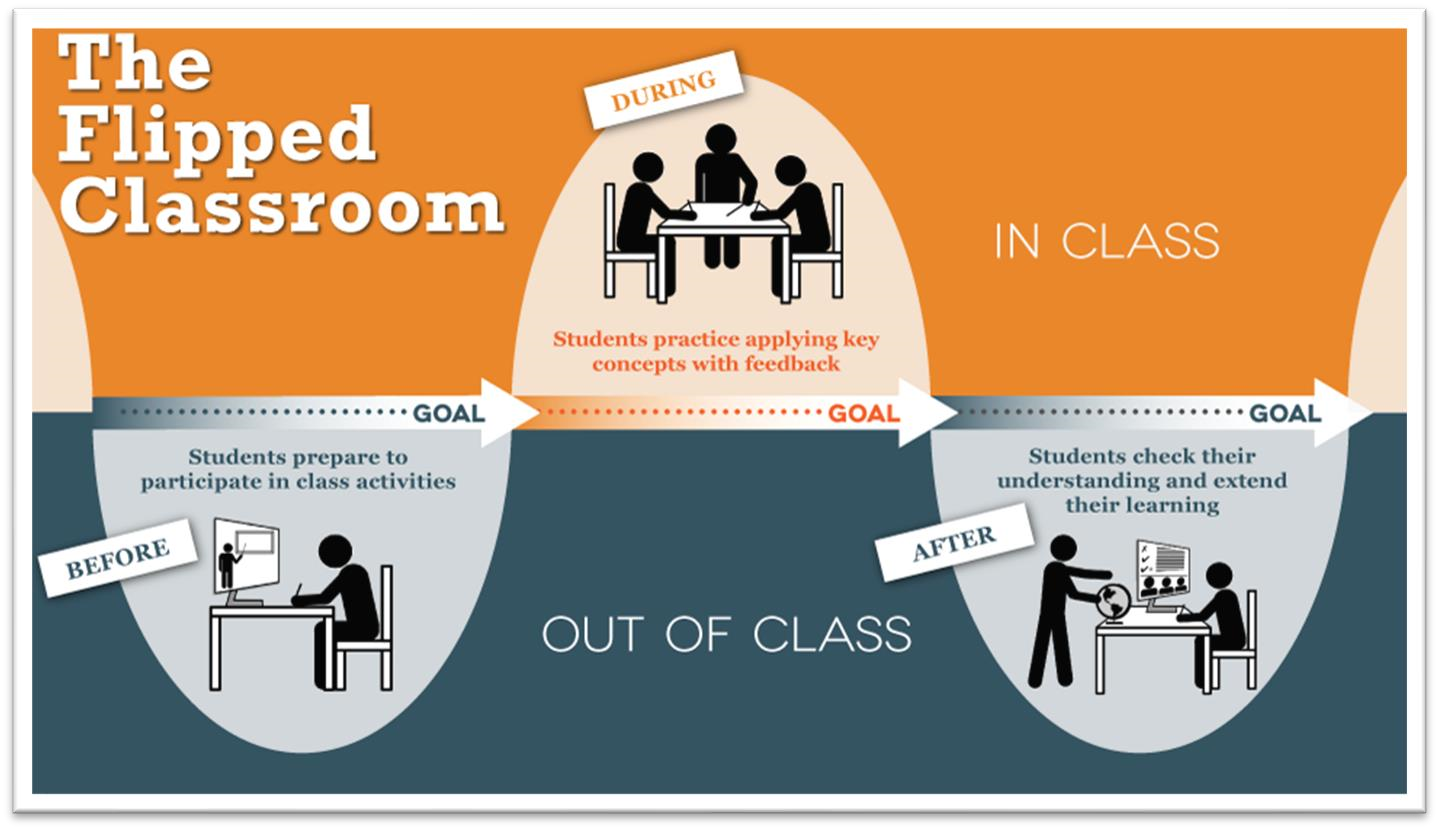 The
Flipped
Classroom
DURING
IN CLASS
Students practice applying key
concepts with feedback
GOAL
GOAL
GOAL
Students prepare to
participate in class activities
BEFORE
OUT OF CLASS
Students check their
understanding and extend
their learning
AFTER